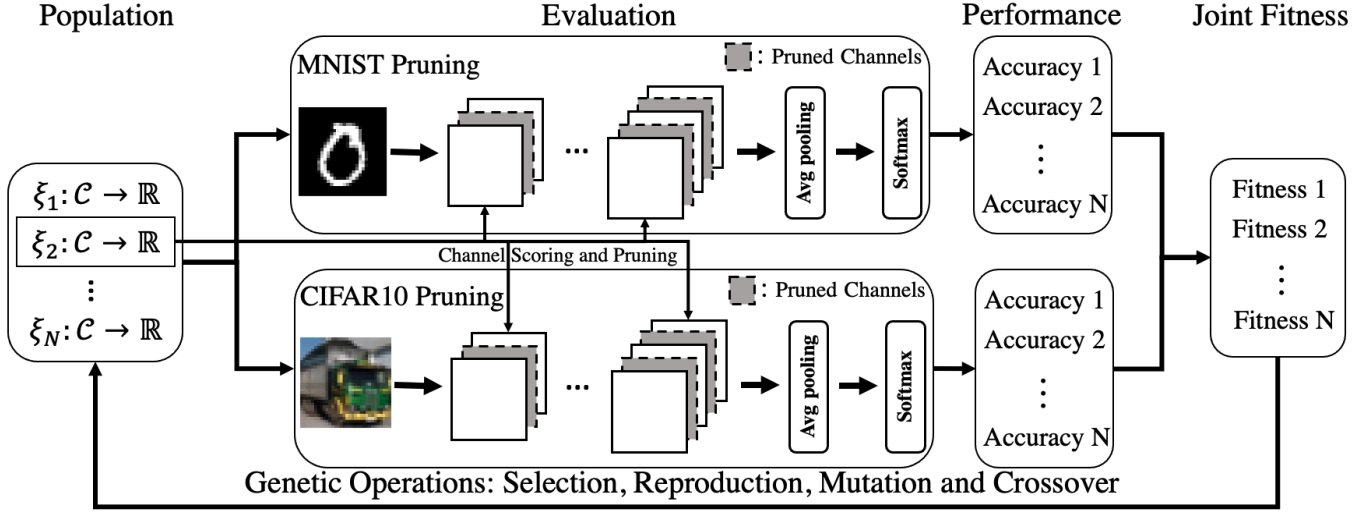 Population
Evaluation
Performance
Joint Fitness
MNIST Pruning
: Pruned Channels
Avg pooling
Softmax
Accuracy 1
Accuracy 2
⋮
Accuracy N
ξ₁: 𝒞 → ℝ
ξ₂: 𝒞 → ℝ
⋮
ξ_N: 𝒞 → ℝ
...
Channel Scoring and Pruning
Fitness 1
Fitness 2
⋮
Fitness N
CIFAR10 Pruning
: Pruned Channels
...
Avg pooling
Softmax
Accuracy 1
Accuracy 2
⋮
Accuracy N
Genetic Operations: Selection, Reproduction, Mutation and Crossover